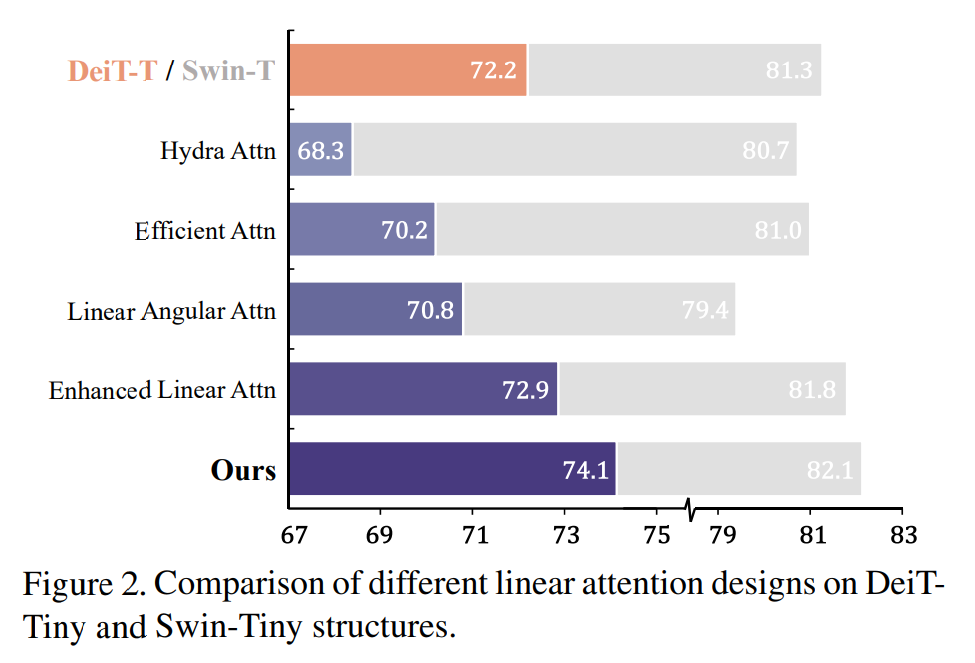 DeiT-T / Swin-T 72.2 81.3
Hydra Attn 68.3 80.7
Efficient Attn 70.2 81.0
Linear Angular Attn 70.8 79.4
Enhanced Linear Attn 72.9 81.8
Ours 74.1 82.1
67 69 71 73 75 79 81 83
Figure 2. Comparison of different linear attention designs on DeiT-
Tiny and Swin-Tiny structures.